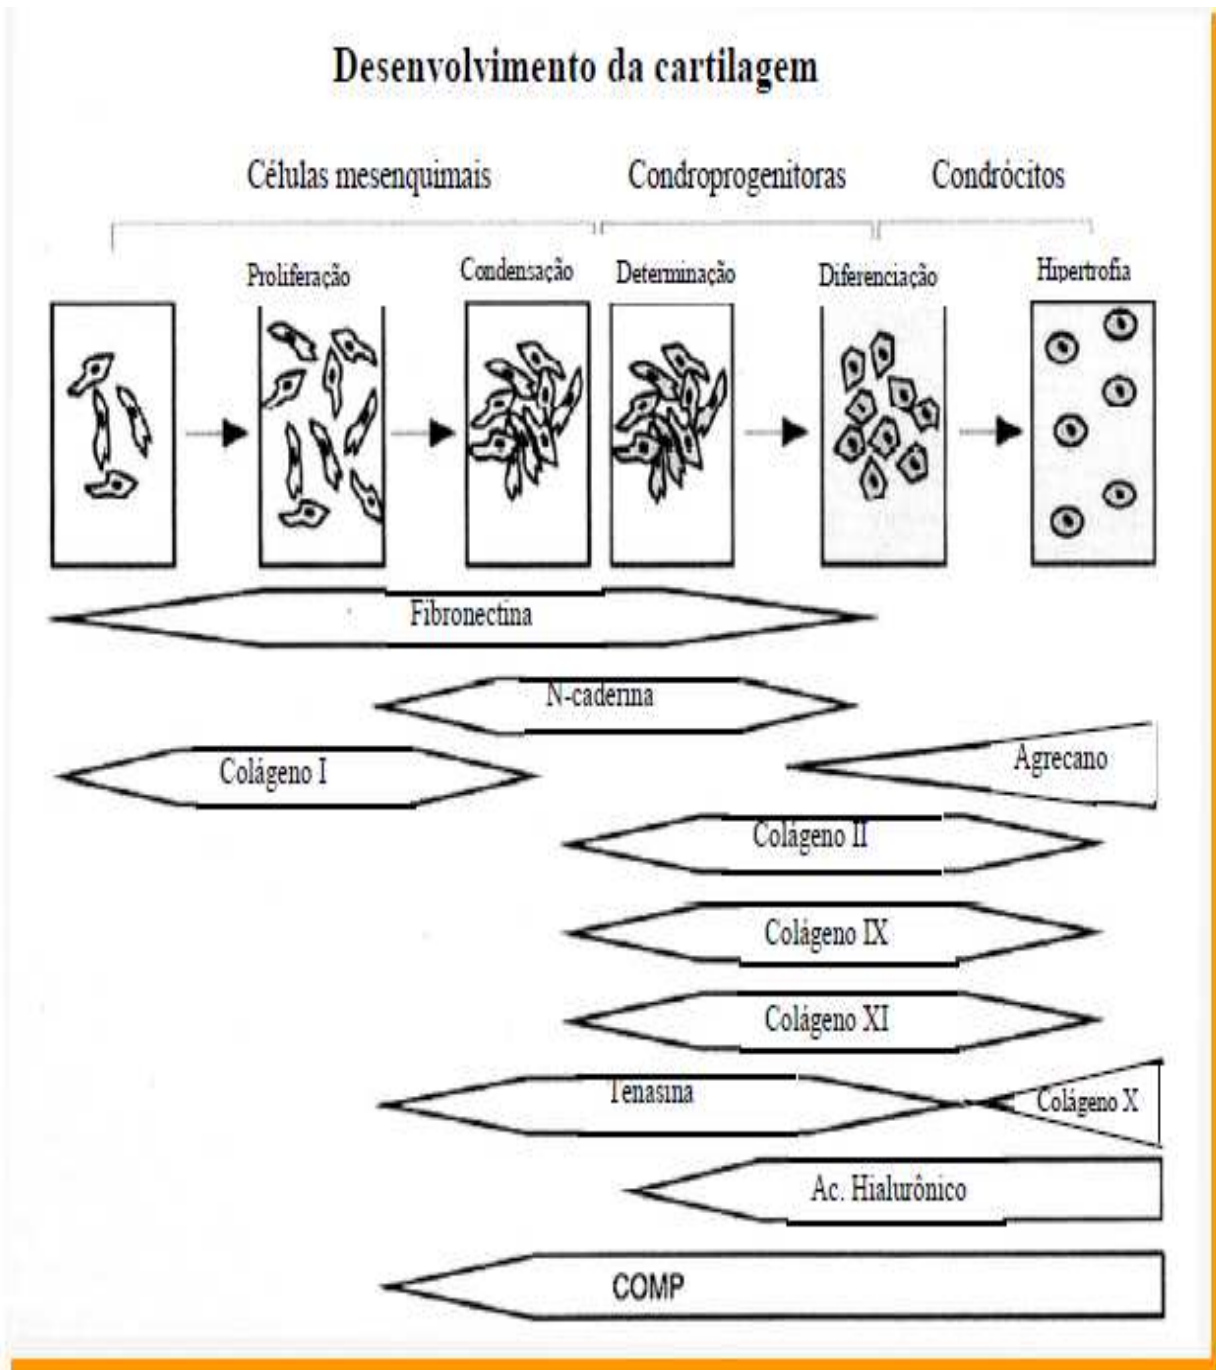 Desenvolvimento da cartilagem
Células mesenquimais
Condroprogenitoras
Condrócitos
Proliferação
Condensação
Determinação
Diferenciação
Hipertrofia
Fibronectina
N-caderina
Colágeno I
Agrecano
Colágeno II
Colágeno IX
Colágeno XI
Tenasina
Colágeno X
Ac. Hialurônico
COMP